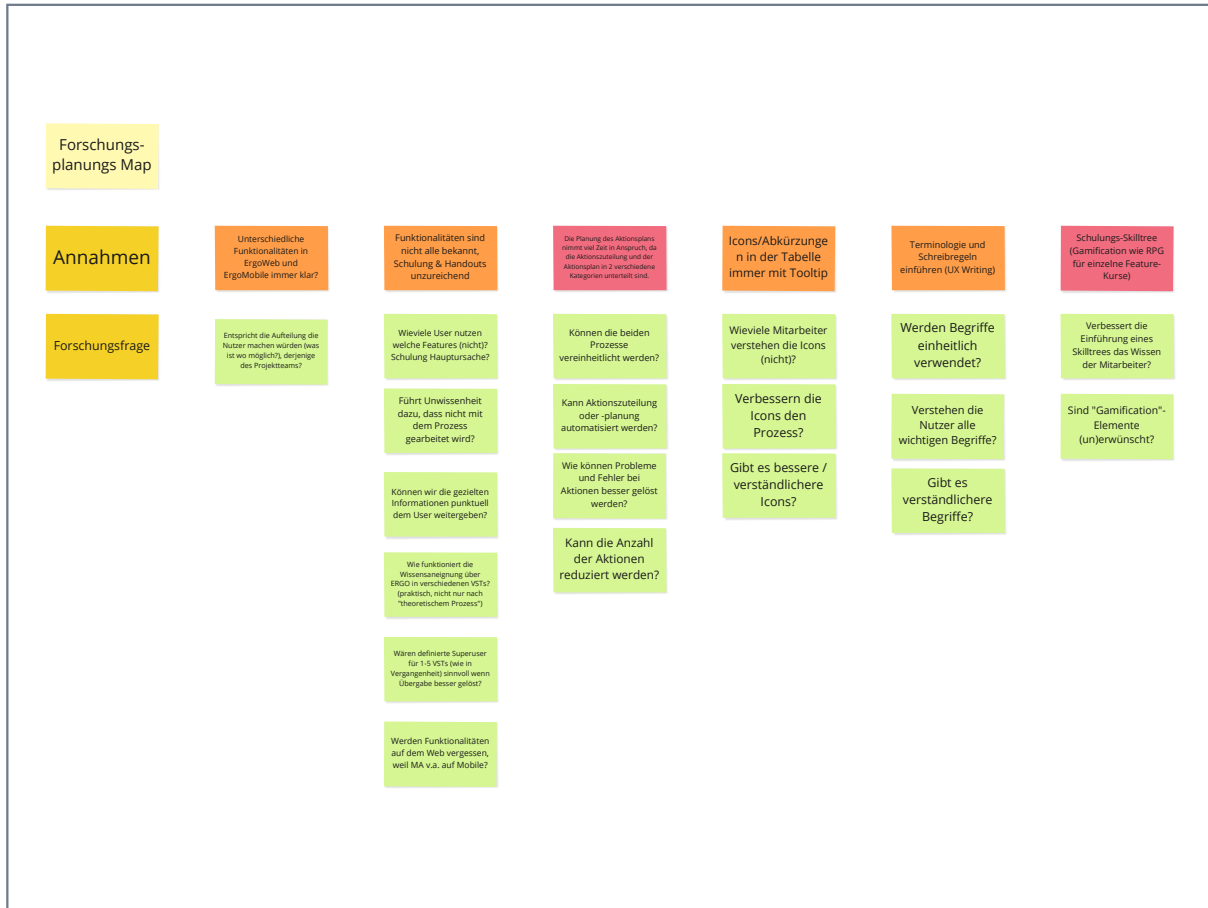 Forschungs-
planungs Map
Annahmen
Unterschiedliche
Funktionalitäten in
ErgoWeb und
ErgoMobile immer klar?
Funktionalitäten sind
nicht alle bekannt,
Schulung & Handouts
unzureichend
Die Planung des Aktionsplans
nimmt viel Zeit in Anspruch, da
die Aktionszuteilung und der
Aktionsplan in 2 verschiedene
Kategorien unterteilt sind.
Icons/Abkürzunge
n in der Tabelle
immer mit Tooltip
Terminologie und
Schreibregeln
einführen (UX Writing)
Schulungs-Skilltree
(Gamification wie RPG
für einzelne Feature-
Kurse)
Forschungsfrage
Entspricht die Aufteilung die
Nutzer machen würden (was
ist wo möglich?), derjenige
des Projektteams?
Wieviele User nutzen
welche Features (nicht)?
Schulung Hauptursache?
Führt Unwissenheit
dazu, dass nicht mit
dem Prozess
gearbeitet wird?
Können wir die gezielten
Informationen punktuell
dem User weitergeben?
Wie funktioniert die
Wissensaneignung über
ERGO in verschiedenen VSTs?
(praktisch, nicht nur nach
"theoretischem Prozess")
Wären definierte Superuser
für 1-5 VSTs (wie in
Vergangenheit) sinnvoll wenn
Übergabe besser gelöst?
Werden Funktionalitäten
auf dem Web vergessen,
weil MA v.a. auf Mobile?
Können die beiden
Prozesse
vereinheitlicht werden?
Kann Aktionszuteilung
oder -planung
automatisiert werden?
Wie können Probleme
und Fehler bei
Aktionen besser gelöst
werden?
Kann die Anzahl
der Aktionen
reduziert werden?
Wieviele Mitarbeiter
verstehen die Icons
(nicht)?
Verbessern die
Icons den
Prozess?
Gibt es bessere /
verständlichere
Icons?
Werden Begriffe
einheitlich
verwendet?
Verstehen die
Nutzer alle
wichtigen Begriffe?
Gibt es
verständlichere
Begriffe?
Verbessert die
Einführung eines
Skilltrees das Wissen
der Mitarbeiter?
Sind "Gamification"-
Elemente
(un)erwünscht?